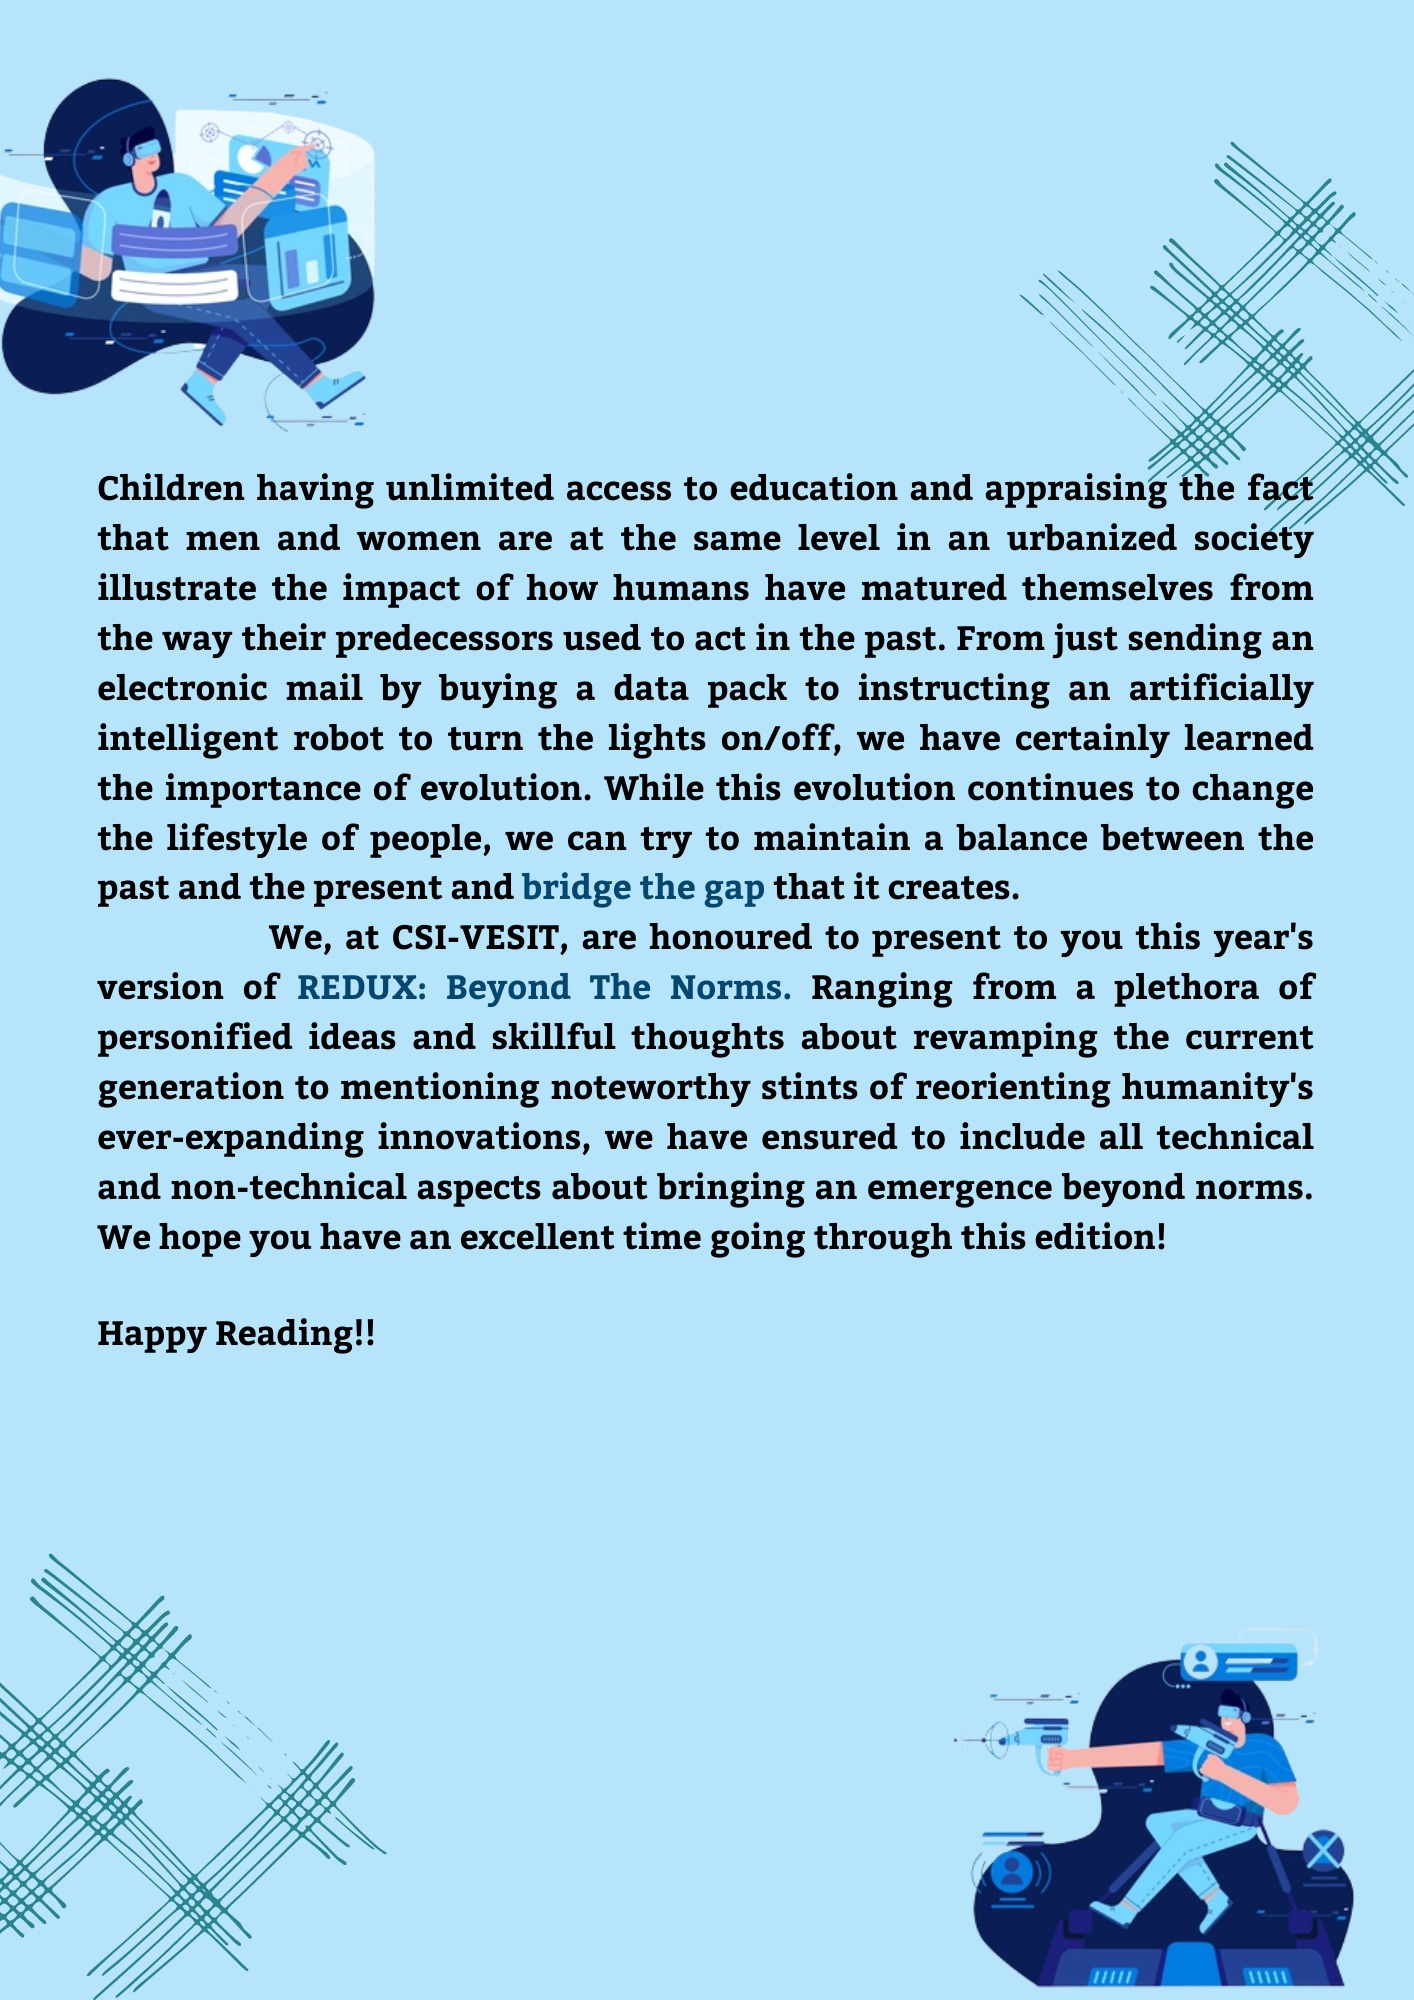 Children having unlimited access to education and appraising the fact
that men and women are at the same level in an urbanized society
illustrate the impact of how humans have matured themselves from
the way their predecessors used to act in the past. From just sending an
electronic mail by buying a data pack to instructing an artificially
intelligent robot to turn the lights on/off, we have certainly learned
the importance of evolution. While this evolution continues to change
the lifestyle of people, we can try to maintain a balance between the
past and the present and bridge the gap that it creates.
We, at CSI-VESIT, are honoured to present to you this year's
version of REDUX: Beyond The Norms. Ranging from a plethora of
personified ideas and skillful thoughts about revamping the current
generation to mentioning noteworthy stints of reorienting humanity's
ever-expanding innovations, we have ensured to include all technical
and non-technical aspects about bringing an emergence beyond norms.
We hope you have an excellent time going through this edition!
Happy Reading!!